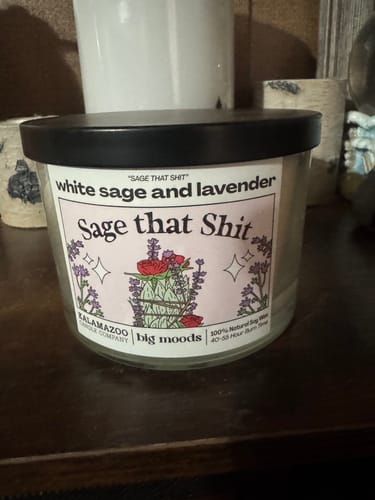 "SAGE THAT SHIT"
white sage and lavender
Sage that Shit
KALAMAZOO
CANDLE COMPANY
big moods
100% Natural Soy Wax
40-55 Hour Burn Time